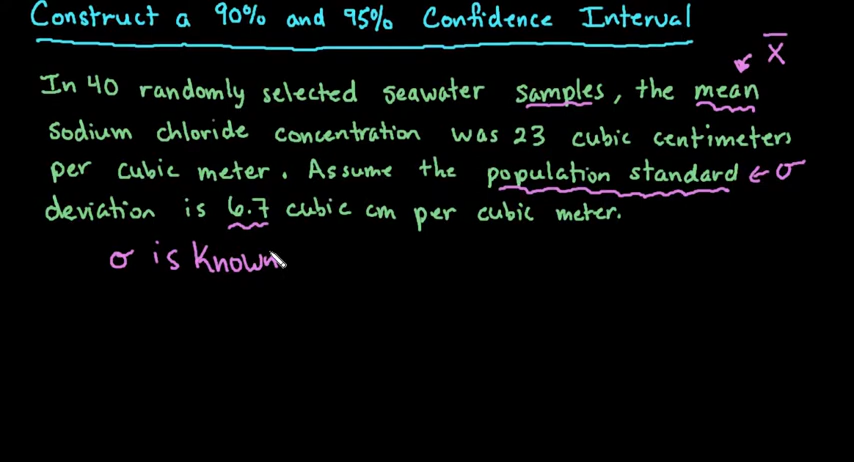 Construct a 90% and 95% Confidence Interval
x̄
In 40 randomly selected seawater samples, the mean
sodium chloride concentration was 23 cubic centimeters
per cubic meter. Assume the population standard ← σ
deviation is 6.7 cubic cm per cubic meter.
σ is known